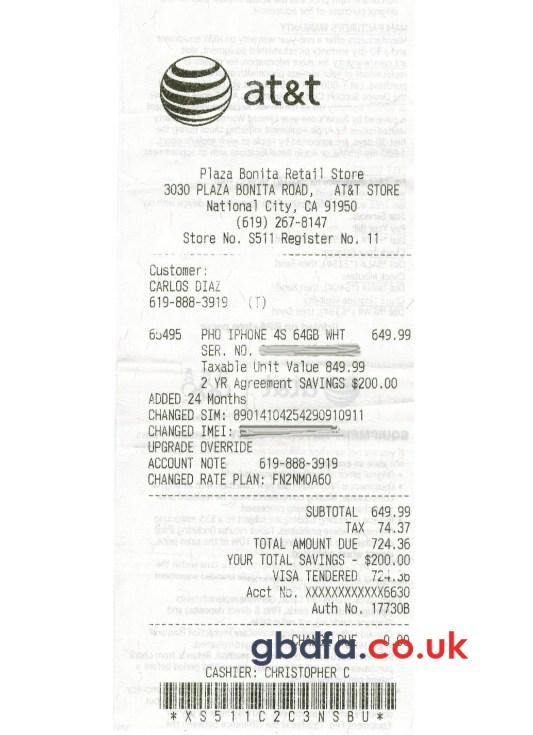 at&t
Plaza Bonita Retail Store
3030 PLAZA BONITA ROAD, AT&T STORE
National City, CA 91950
(619) 267-8147
Store No. S511 Register No. 11
Customer:
CARLOS DIAZ
619-888-3919 (T)
65495 PHO IPHONE 4S 64GB WHT 649.99
SER. NO.
Taxable Unit Value 849.99
2 YR Agreement SAVINGS $200.00
ADDED 24 Months
CHANGED SIM: 89014104254290910911
CHANGED IMEI:
UPGRADE OVERRIDE
ACCOUNT NOTE 619-888-3919
CHANGED RATE PLAN: FN2NMOA60
SUBTOTAL 649.99
TAX 74.37
TOTAL AMOUNT DUE 724.36
YOUR TOTAL SAVINGS - $200.00
VISA TENDERED 724.36
Acct No. XXXXXXXXXXXX6630
Auth No. 17730B
CHANGE DUE 0.00
gbdfa.co.uk
CASHIER: CHRISTOPHER C
*XS511C2C3NSBU*